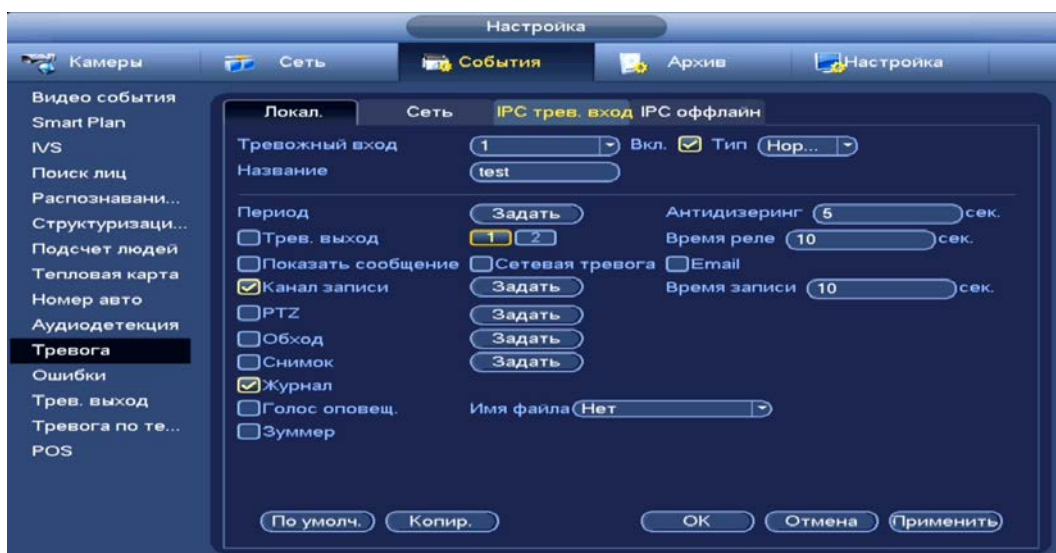 Настройка
Камеры Сеть События Архив Настройка
Видео события
Smart Plan
IVS
Поиск лиц
Распознавани...
Структуризаци...
Подсчет людей
Тепловая карта
Номер авто
Аудиодетекция
Тревога
Ошибки
Трев. выход
Тревога по те...
POS
Локал. Сеть IPC трев. вход IPC оффлайн
Тревожный вход 1 Вкл. Тип Нор...
Название test
Период Задать Антидизеринг 5 сек.
Трев. выход 1 2 Время реле 10 сек.
Показать сообщение Сетевая тревога Email
Канал записи Задать Время записи 10 сек.
PTZ Задать
Обход Задать
Снимок Задать
Журнал
Голос оповещ. Имя файла Нет
Зуммер
По умолч. Копир. OK Отмена Применить